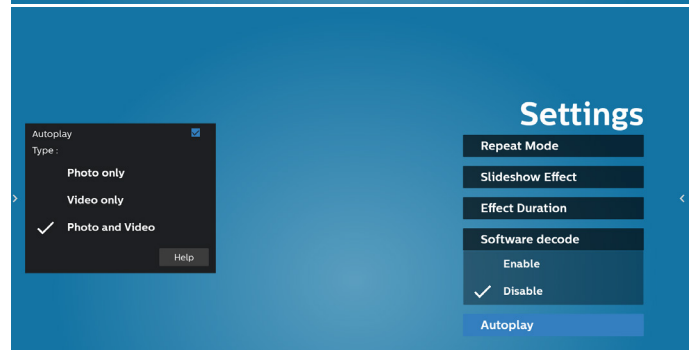 Autoplay
Type :
Photo only
Video only
Photo and Video
Help
Settings
Repeat Mode
Slideshow Effect
Effect Duration
Software decode
Enable
Disable
Autoplay